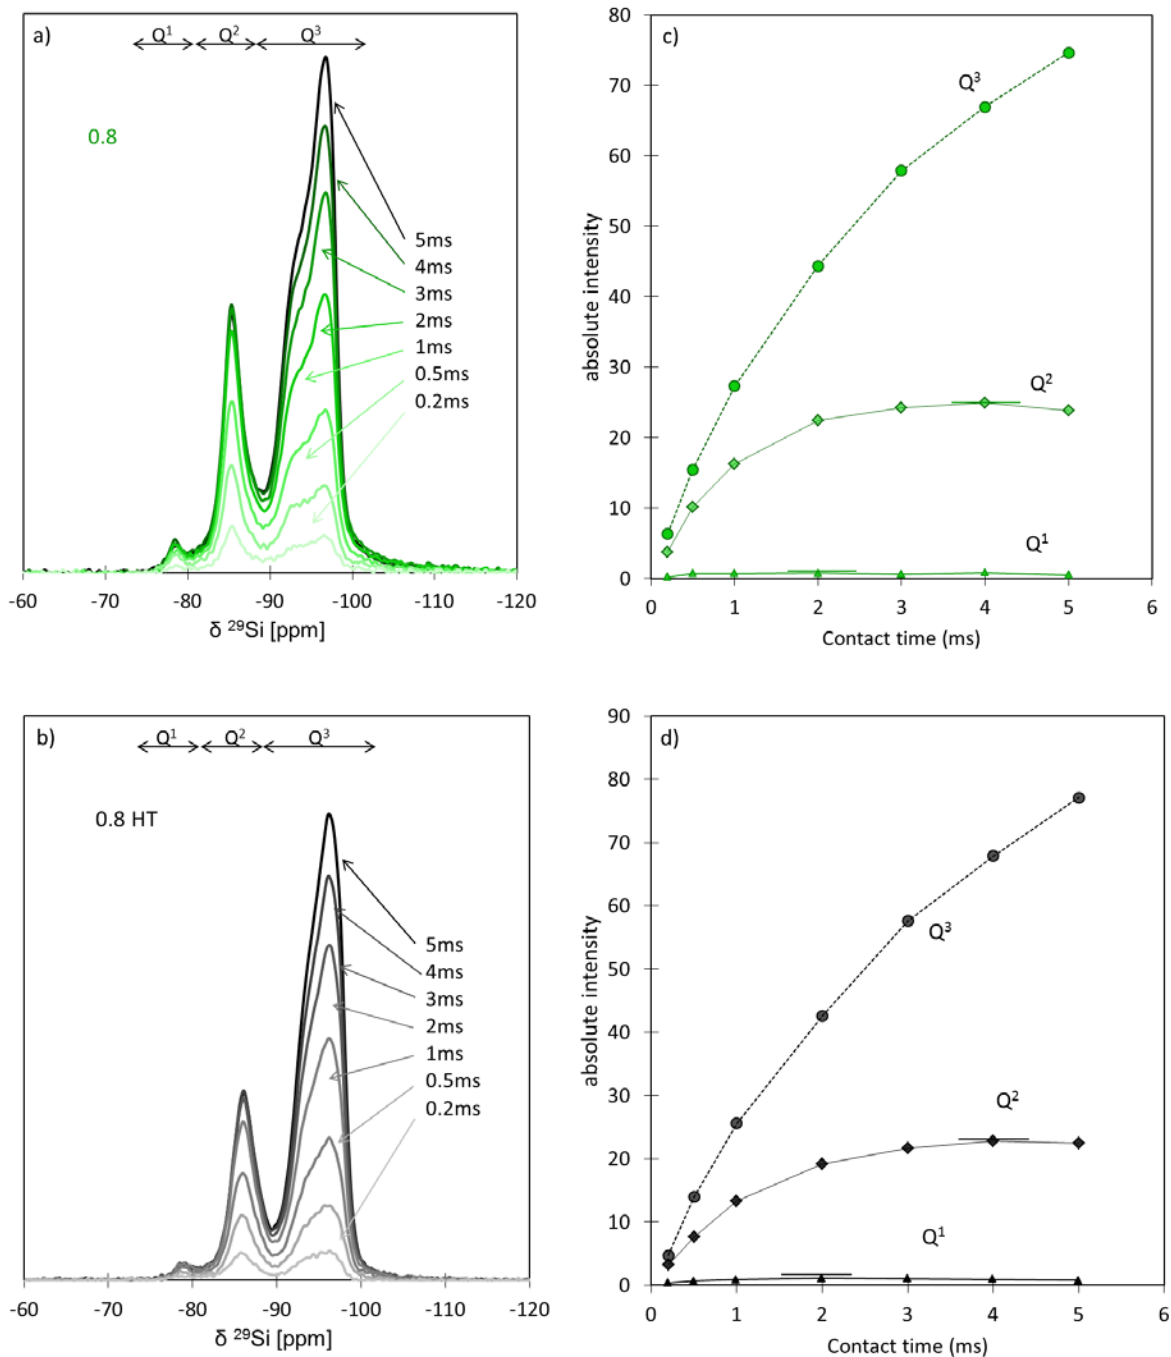 a)
Q¹ Q² Q³
0.8
5ms
4ms
3ms
2ms
1ms
0.5ms
0.2ms
-60 -70 -80 -90 -100 -110 -120
δ ²⁹Si [ppm]
c)
80
70
60
50
40
30
20
10
0
absolute intensity
Q³
Q²
Q¹
0 1 2 3 4 5 6
Contact time (ms)
b)
Q¹ Q² Q³
0.8 HT
5ms
4ms
3ms
2ms
1ms
0.5ms
0.2ms
-60 -70 -80 -90 -100 -110 -120
δ ²⁹Si [ppm]
d)
90
80
70
60
50
40
30
20
10
0
absolute intensity
Q³
Q²
Q¹
0 1 2 3 4 5 6
Contact time (ms)